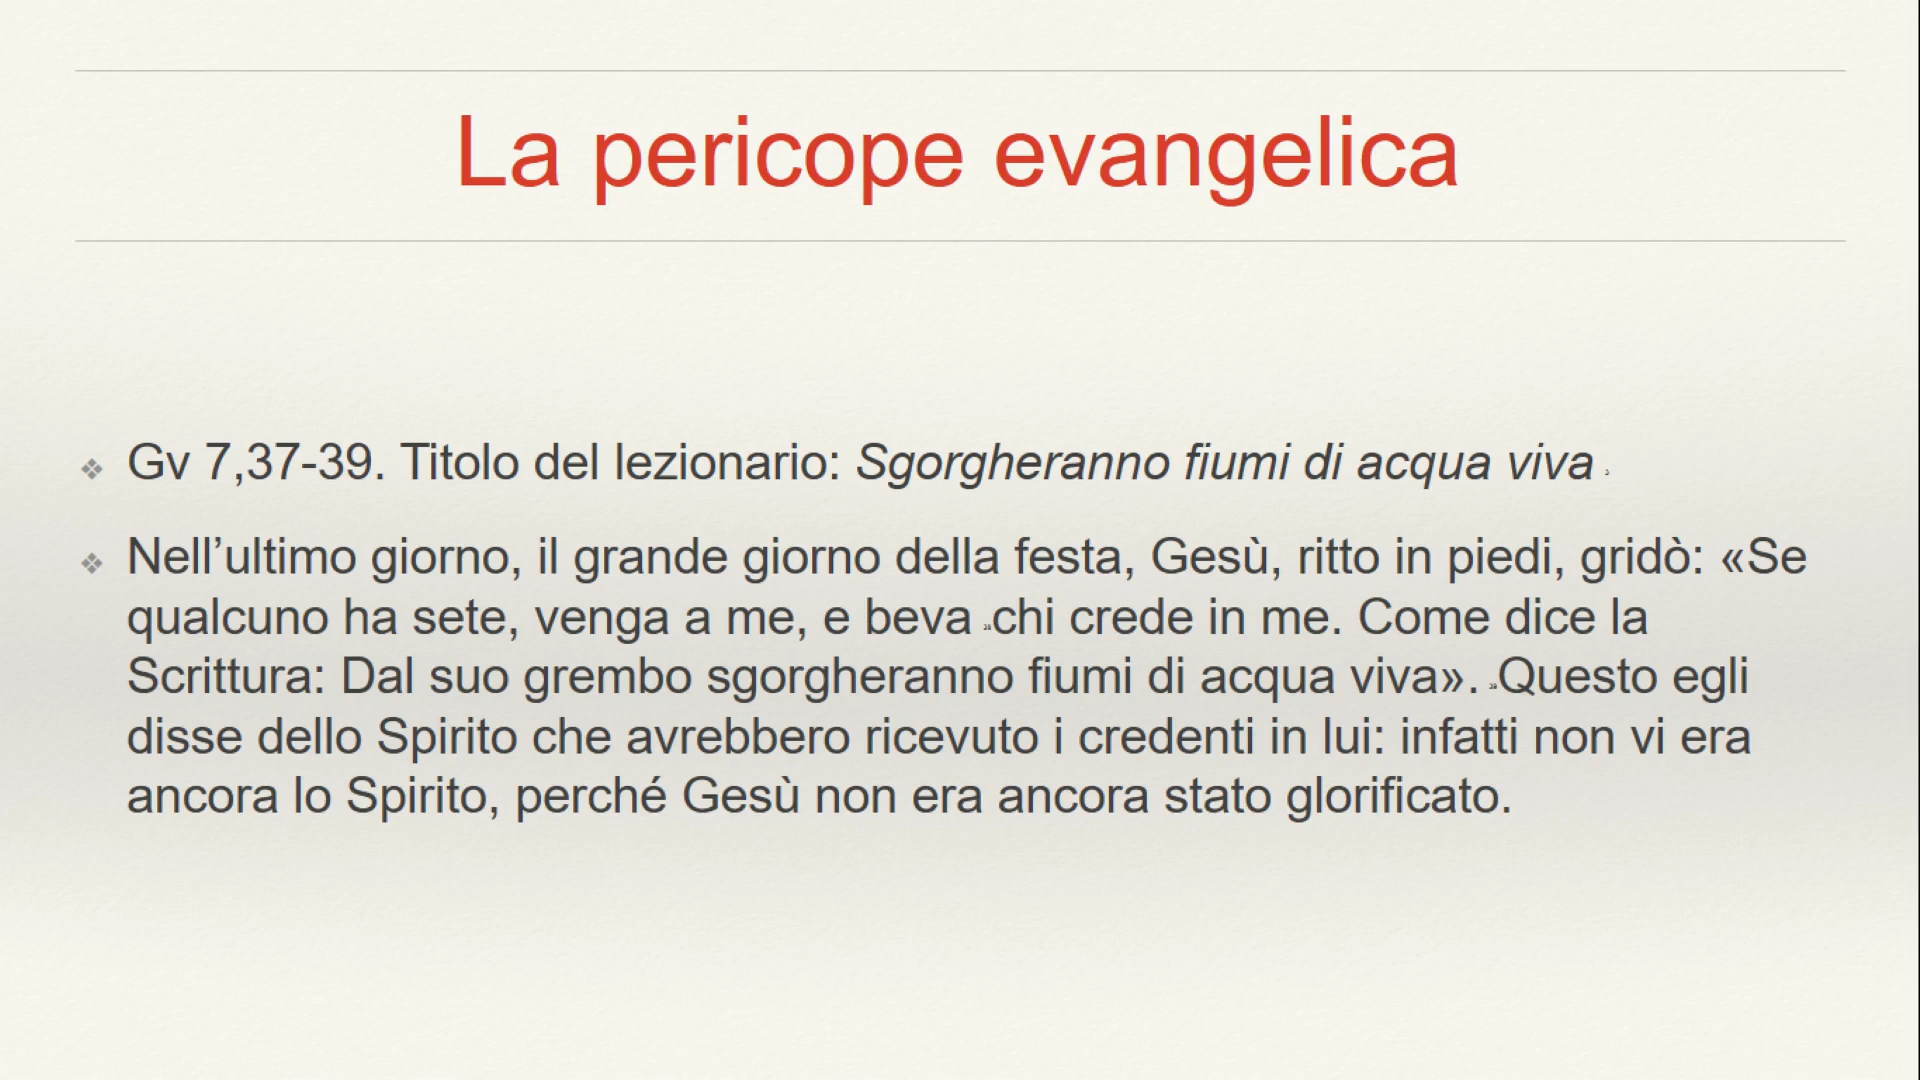 La pericope evangelica
Gv 7,37-39. Titolo del lezionario: Sgorgheranno fiumi di acqua viva
Nell’ultimo giorno, il grande giorno della festa, Gesù, ritto in piedi, gridò: «Se
qualcuno ha sete, venga a me, e beva chi crede in me. Come dice la
Scrittura: Dal suo grembo sgorgheranno fiumi di acqua viva». Questo egli
disse dello Spirito che avrebbero ricevuto i credenti in lui: infatti non vi era
ancora lo Spirito, perché Gesù non era ancora stato glorificato.